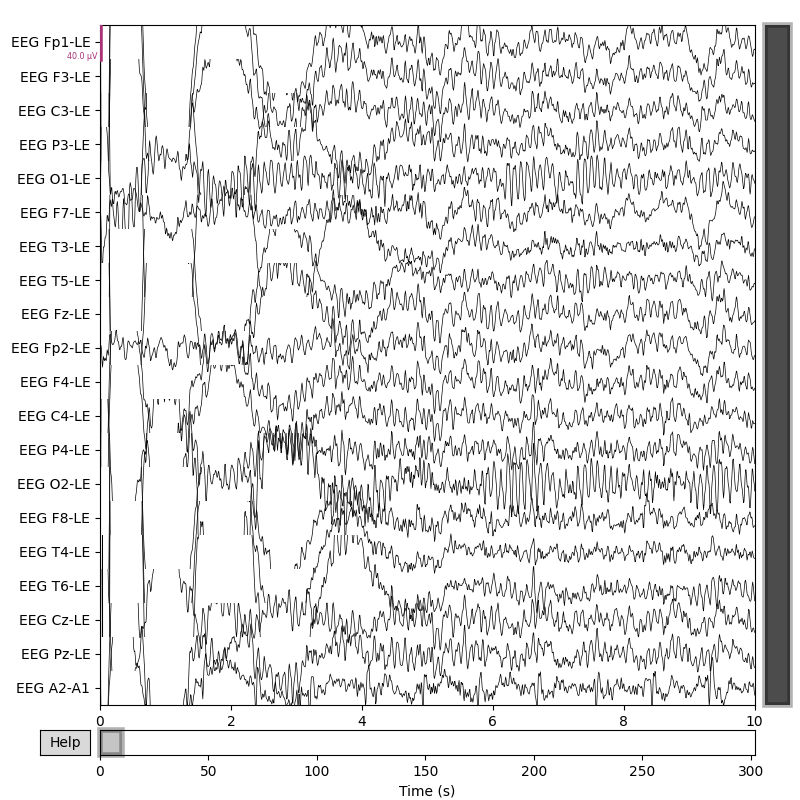 EEG Fp1-LE
40.0 µV
EEG F3-LE
EEG C3-LE
EEG P3-LE
EEG O1-LE
EEG F7-LE
EEG T3-LE
EEG T5-LE
EEG Fz-LE
EEG Fp2-LE
EEG F4-LE
EEG C4-LE
EEG P4-LE
EEG O2-LE
EEG F8-LE
EEG T4-LE
EEG T6-LE
EEG Cz-LE
EEG Pz-LE
EEG A2-A1
0 2 4 6 8 10
Help
0 50 100 150 200 250 300
Time (s)